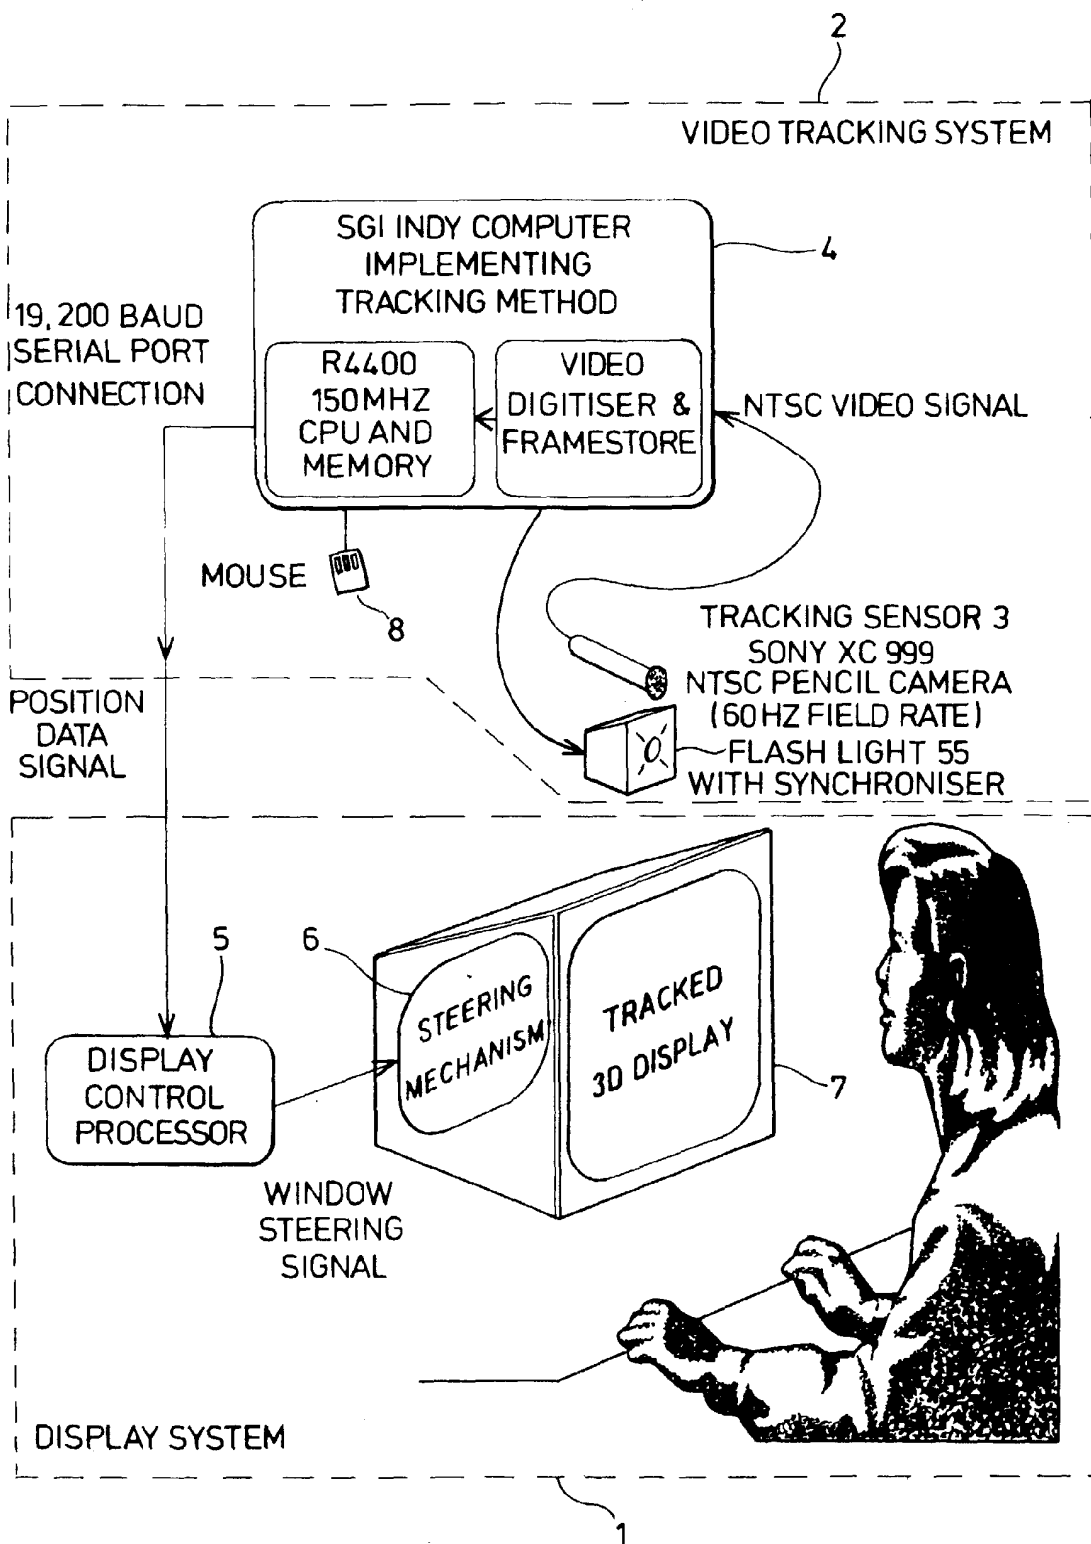 2
VIDEO TRACKING SYSTEM
SGI INDY COMPUTER
IMPLEMENTING
TRACKING METHOD
4
19,200 BAUD
SERIAL PORT
CONNECTION
R4400
150MHZ
CPU AND
MEMORY
VIDEO
DIGITISER &
FRAMESTORE
NTSC VIDEO SIGNAL
MOUSE
8
TRACKING SENSOR 3
SONY XC 999
NTSC PENCIL CAMERA
(60HZ FIELD RATE)
FLASH LIGHT 55
WITH SYNCHRONISER
POSITION
DATA
SIGNAL
5
6
STEERING
MECHANISM
TRACKED
3D DISPLAY
7
DISPLAY
CONTROL
PROCESSOR
WINDOW
STEERING
SIGNAL
DISPLAY SYSTEM
1